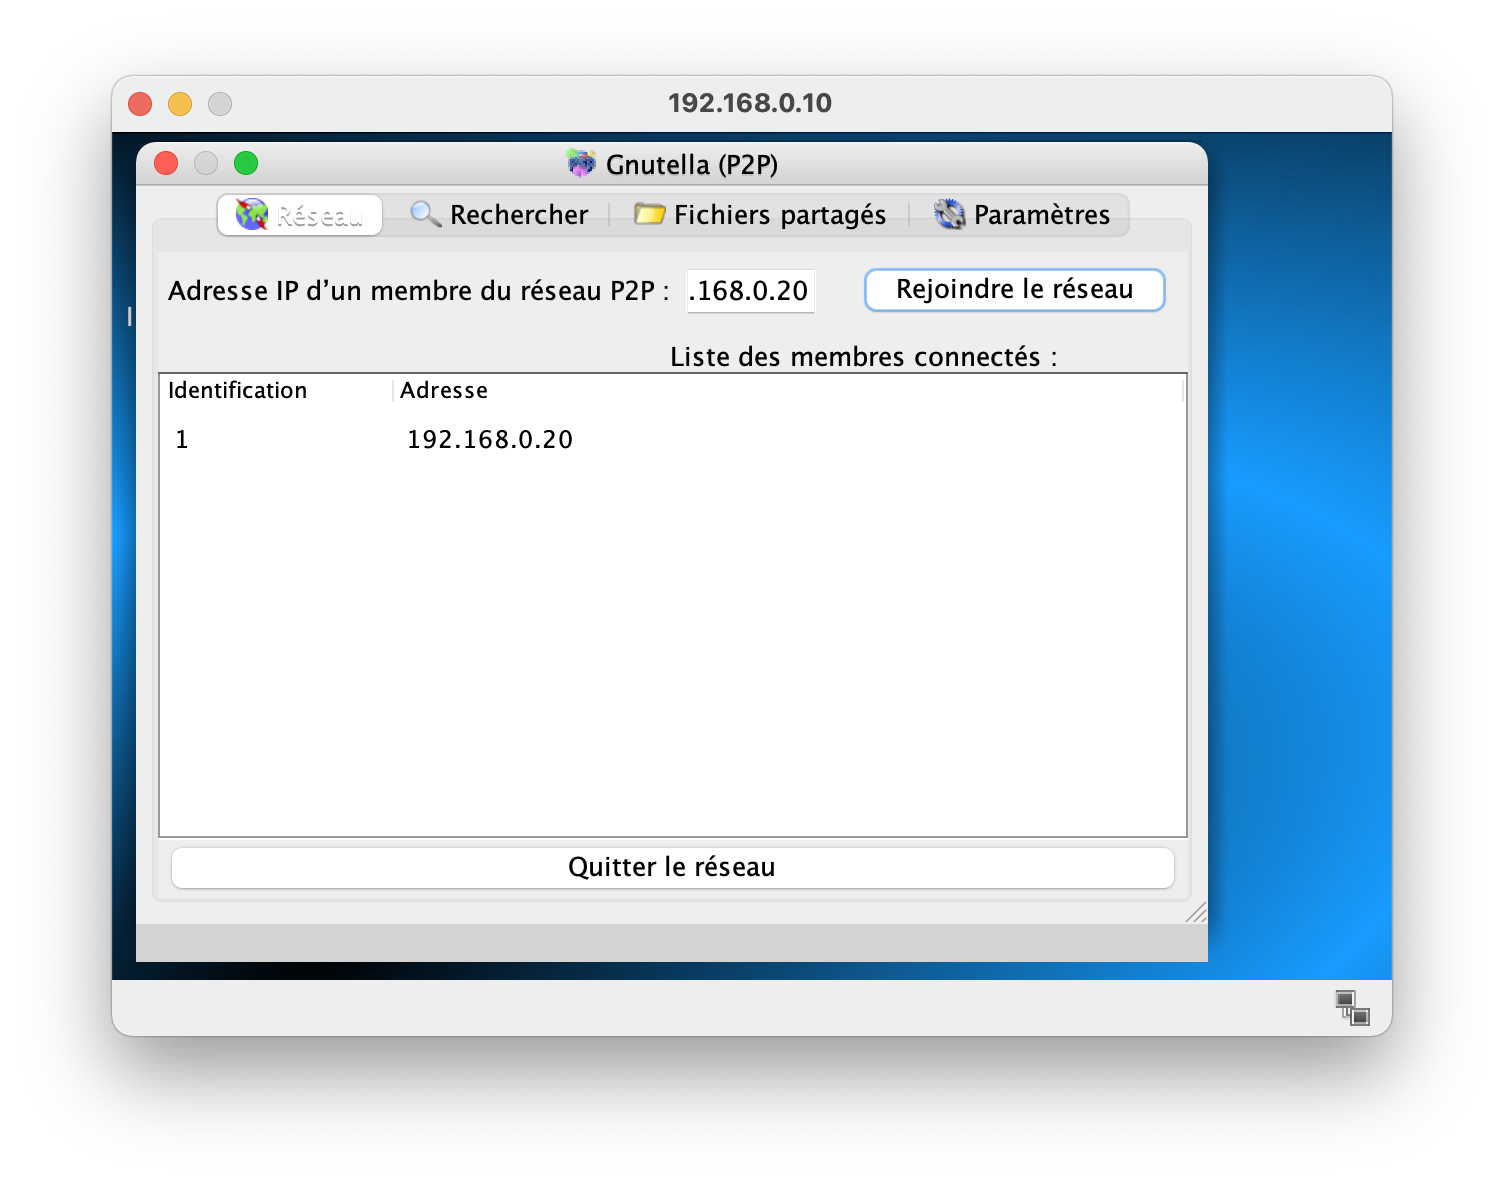 192.168.0.10
Gnutella (P2P)
Réseau Rechercher Fichiers partagés Paramètres
Adresse IP d’un membre du réseau P2P : .168.0.20 Rejoindre le réseau
Liste des membres connectés :
Identification Adresse
1 192.168.0.20
Quitter le réseau